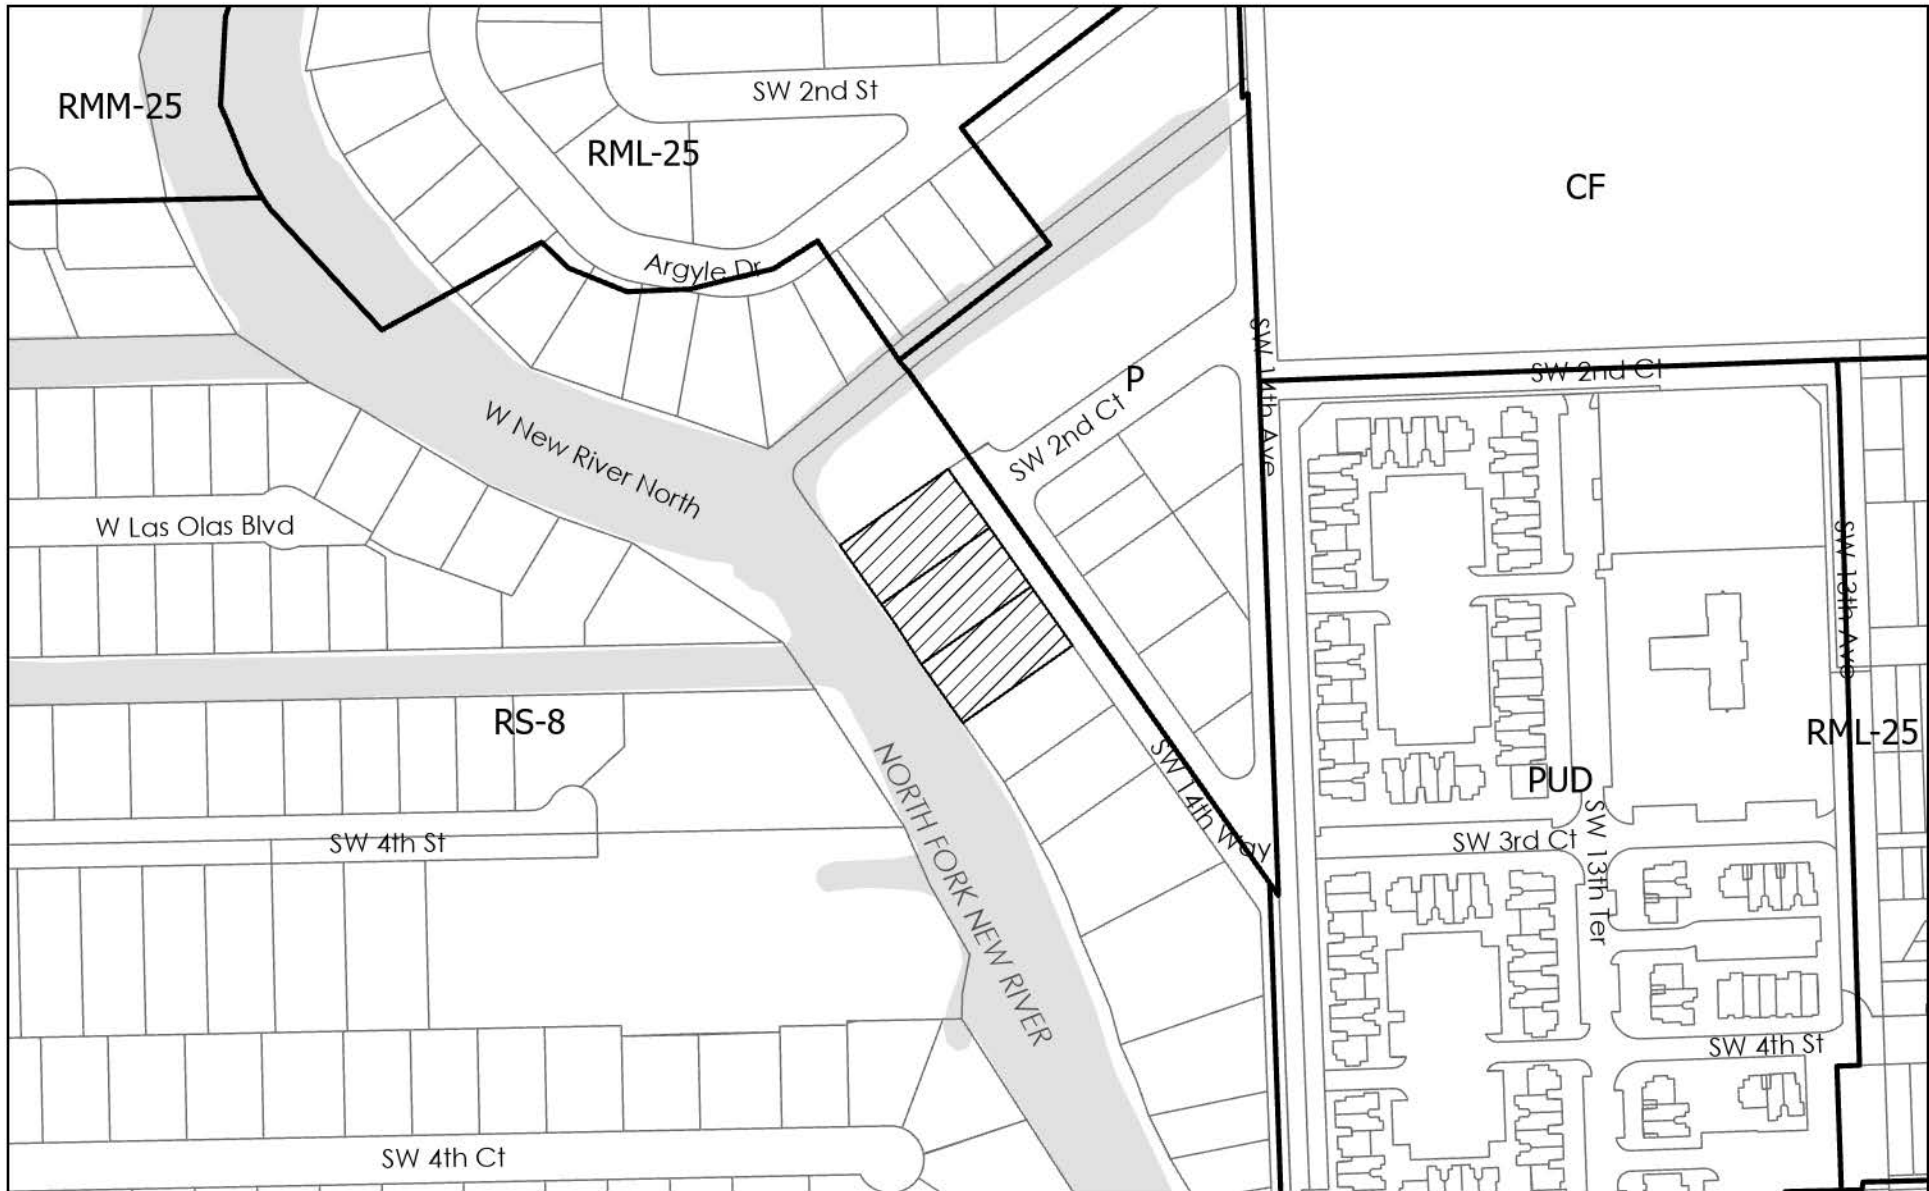 RMM-25
SW 2nd St
RML-25
CF
Argyle Dr
SW 14th Ave
SW 2nd Ct
P
SW 2nd Ct
W New River North
W Las Olas Blvd
SW 13th Ave
RS-8
RML-25
NORTH FORK NEW RIVER
SW 14th Way
PUD
SW 4th St
SW 3rd Ct
SW 13th Ter
SW 4th St
SW 4th Ct